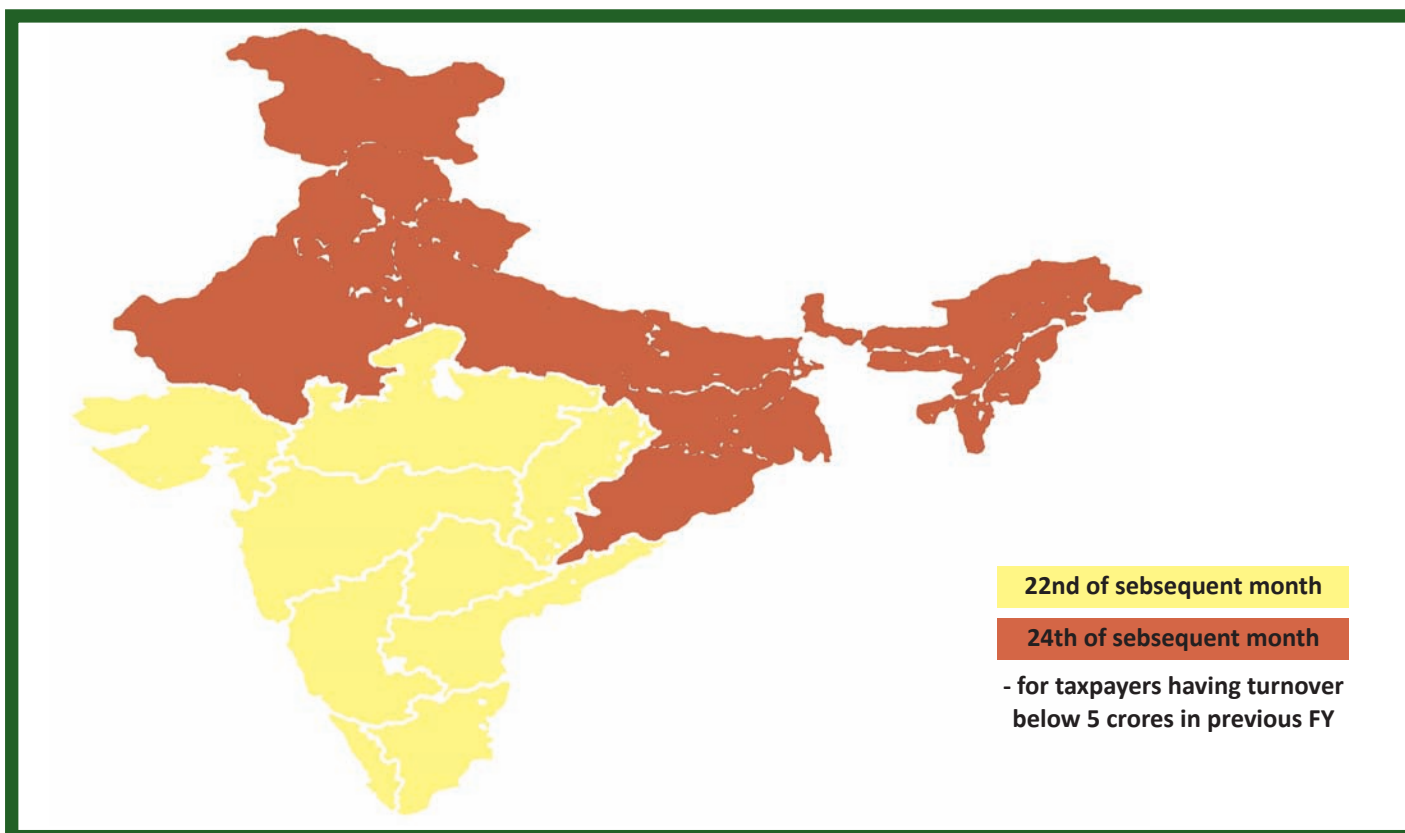 22nd of sebsequent month
24th of sebsequent month
- for taxpayers having turnover
below 5 crores in previous FY